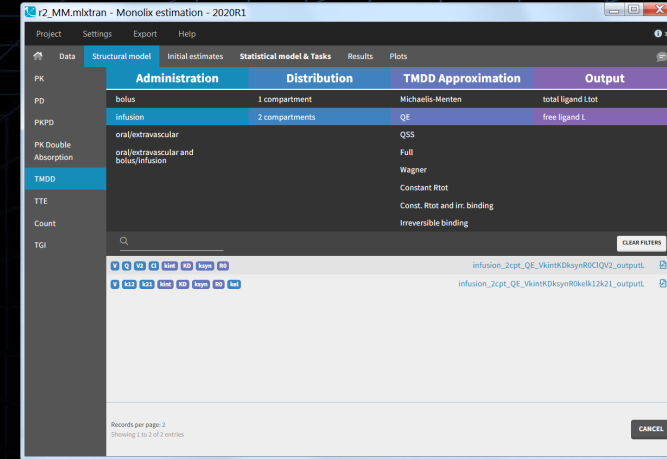 r2_MM.mlxtran - Monolix estimation - 2020R1
Project Settings Export Help
Data Structural model Initial estimates Statistical model & Tasks Results Plots
PK
PD
PKPD
PK Double
Absorption
TMDD
TTE
Count
TGI
Administration Distribution TMDD Approximation Output
bolus 1 compartment Michaelis-Menten total ligand Ltot
infusion 2 compartments QE free ligand L
oral/extravascular QSS
oral/extravascular and
bolus/infusion
Full
Wagner
Constant Rtot
Const. Rtot and irr. binding
Irreversible binding
CLEAR FILTERS
V Q V2 Cl kint KD ksyn R0 infusion_2cpt_QE_VkintKDksynR0ClQV2_outputL
V k12 k21 kint KD ksyn R0 kel infusion_2cpt_QE_VkintKDksynR0kelk12k21_outputL
Records per page: 2
Showing 1 to 2 of 2 entries
CANCEL